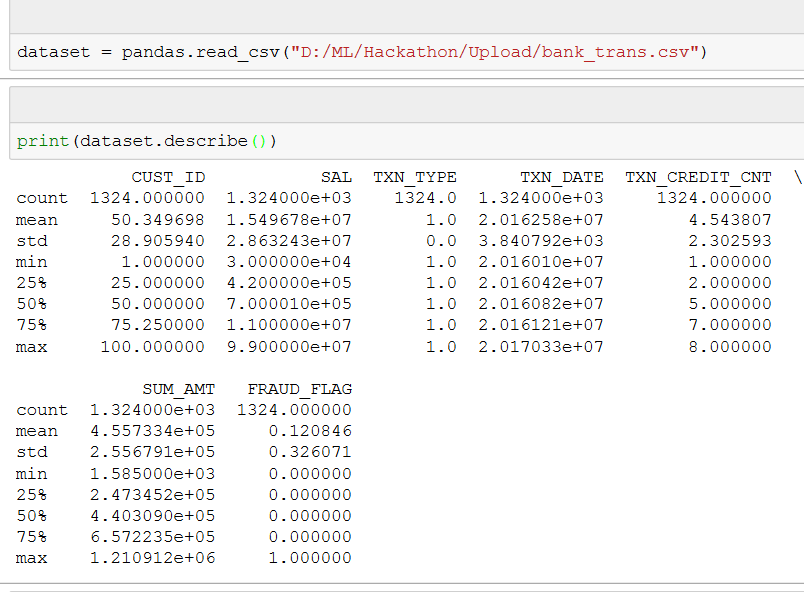 dataset = pandas.read_csv("D:/ML/Hackathon/Upload/bank_trans.csv")
print(dataset.describe())
CUST_ID SAL TXN_TYPE TXN_DATE TXN_CREDIT_CNT \
count 1324.000000 1.324000e+03 1324.0 1.324000e+03 1324.000000
mean 50.349698 1.549678e+07 1.0 2.016258e+07 4.543807
std 28.905940 2.863243e+07 0.0 3.840792e+03 2.302593
min 1.000000 3.000000e+04 1.0 2.016010e+07 1.000000
25% 25.000000 4.200000e+05 1.0 2.016042e+07 2.000000
50% 50.000000 7.000010e+05 1.0 2.016082e+07 5.000000
75% 75.250000 1.100000e+07 1.0 2.016121e+07 7.000000
max 100.000000 9.900000e+07 1.0 2.017033e+07 8.000000
SUM_AMT FRAUD_FLAG
count 1.324000e+03 1324.000000
mean 4.557334e+05 0.120846
std 2.556791e+05 0.326071
min 1.585000e+03 0.000000
25% 2.473452e+05 0.000000
50% 4.403090e+05 0.000000
75% 6.572235e+05 0.000000
max 1.210912e+06 1.000000